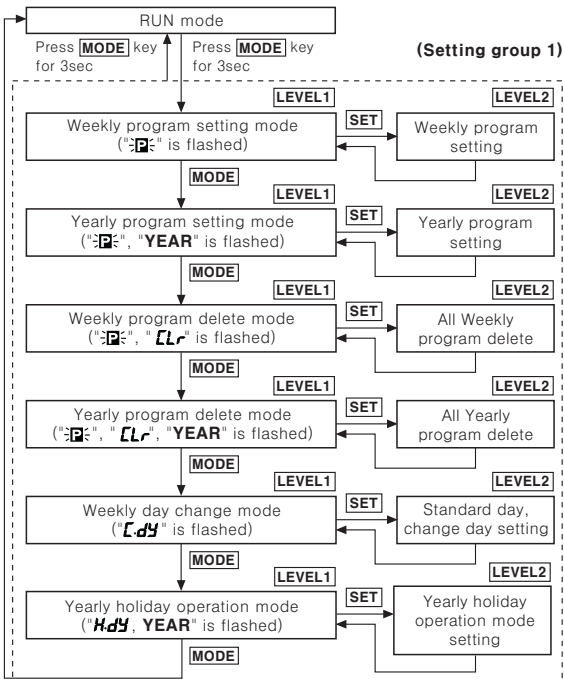 RUN mode
Press MODE key
for 3sec
Press MODE key
for 3sec
(Setting group 1)
LEVEL1
LEVEL2
Weekly program setting mode
("P" is flashed)
SET
Weekly program
setting
MODE
LEVEL1
LEVEL2
Yearly program setting mode
("P", "YEAR" is flashed)
SET
Yearly program
setting
MODE
LEVEL1
LEVEL2
Weekly program delete mode
("P", " CLr" is flashed)
SET
All Weekly
program delete
MODE
LEVEL1
LEVEL2
Yearly program delete mode
("P", " CLr", "YEAR" is flashed)
SET
All Yearly
program delete
MODE
LEVEL1
LEVEL2
Weekly day change mode
("C.dY " is flashed)
SET
Standard day,
change day setting
MODE
LEVEL1
LEVEL2
Yearly holiday operation mode
("H.dY , YEAR" is flashed)
SET
Yearly holiday
operation mode
setting
MODE